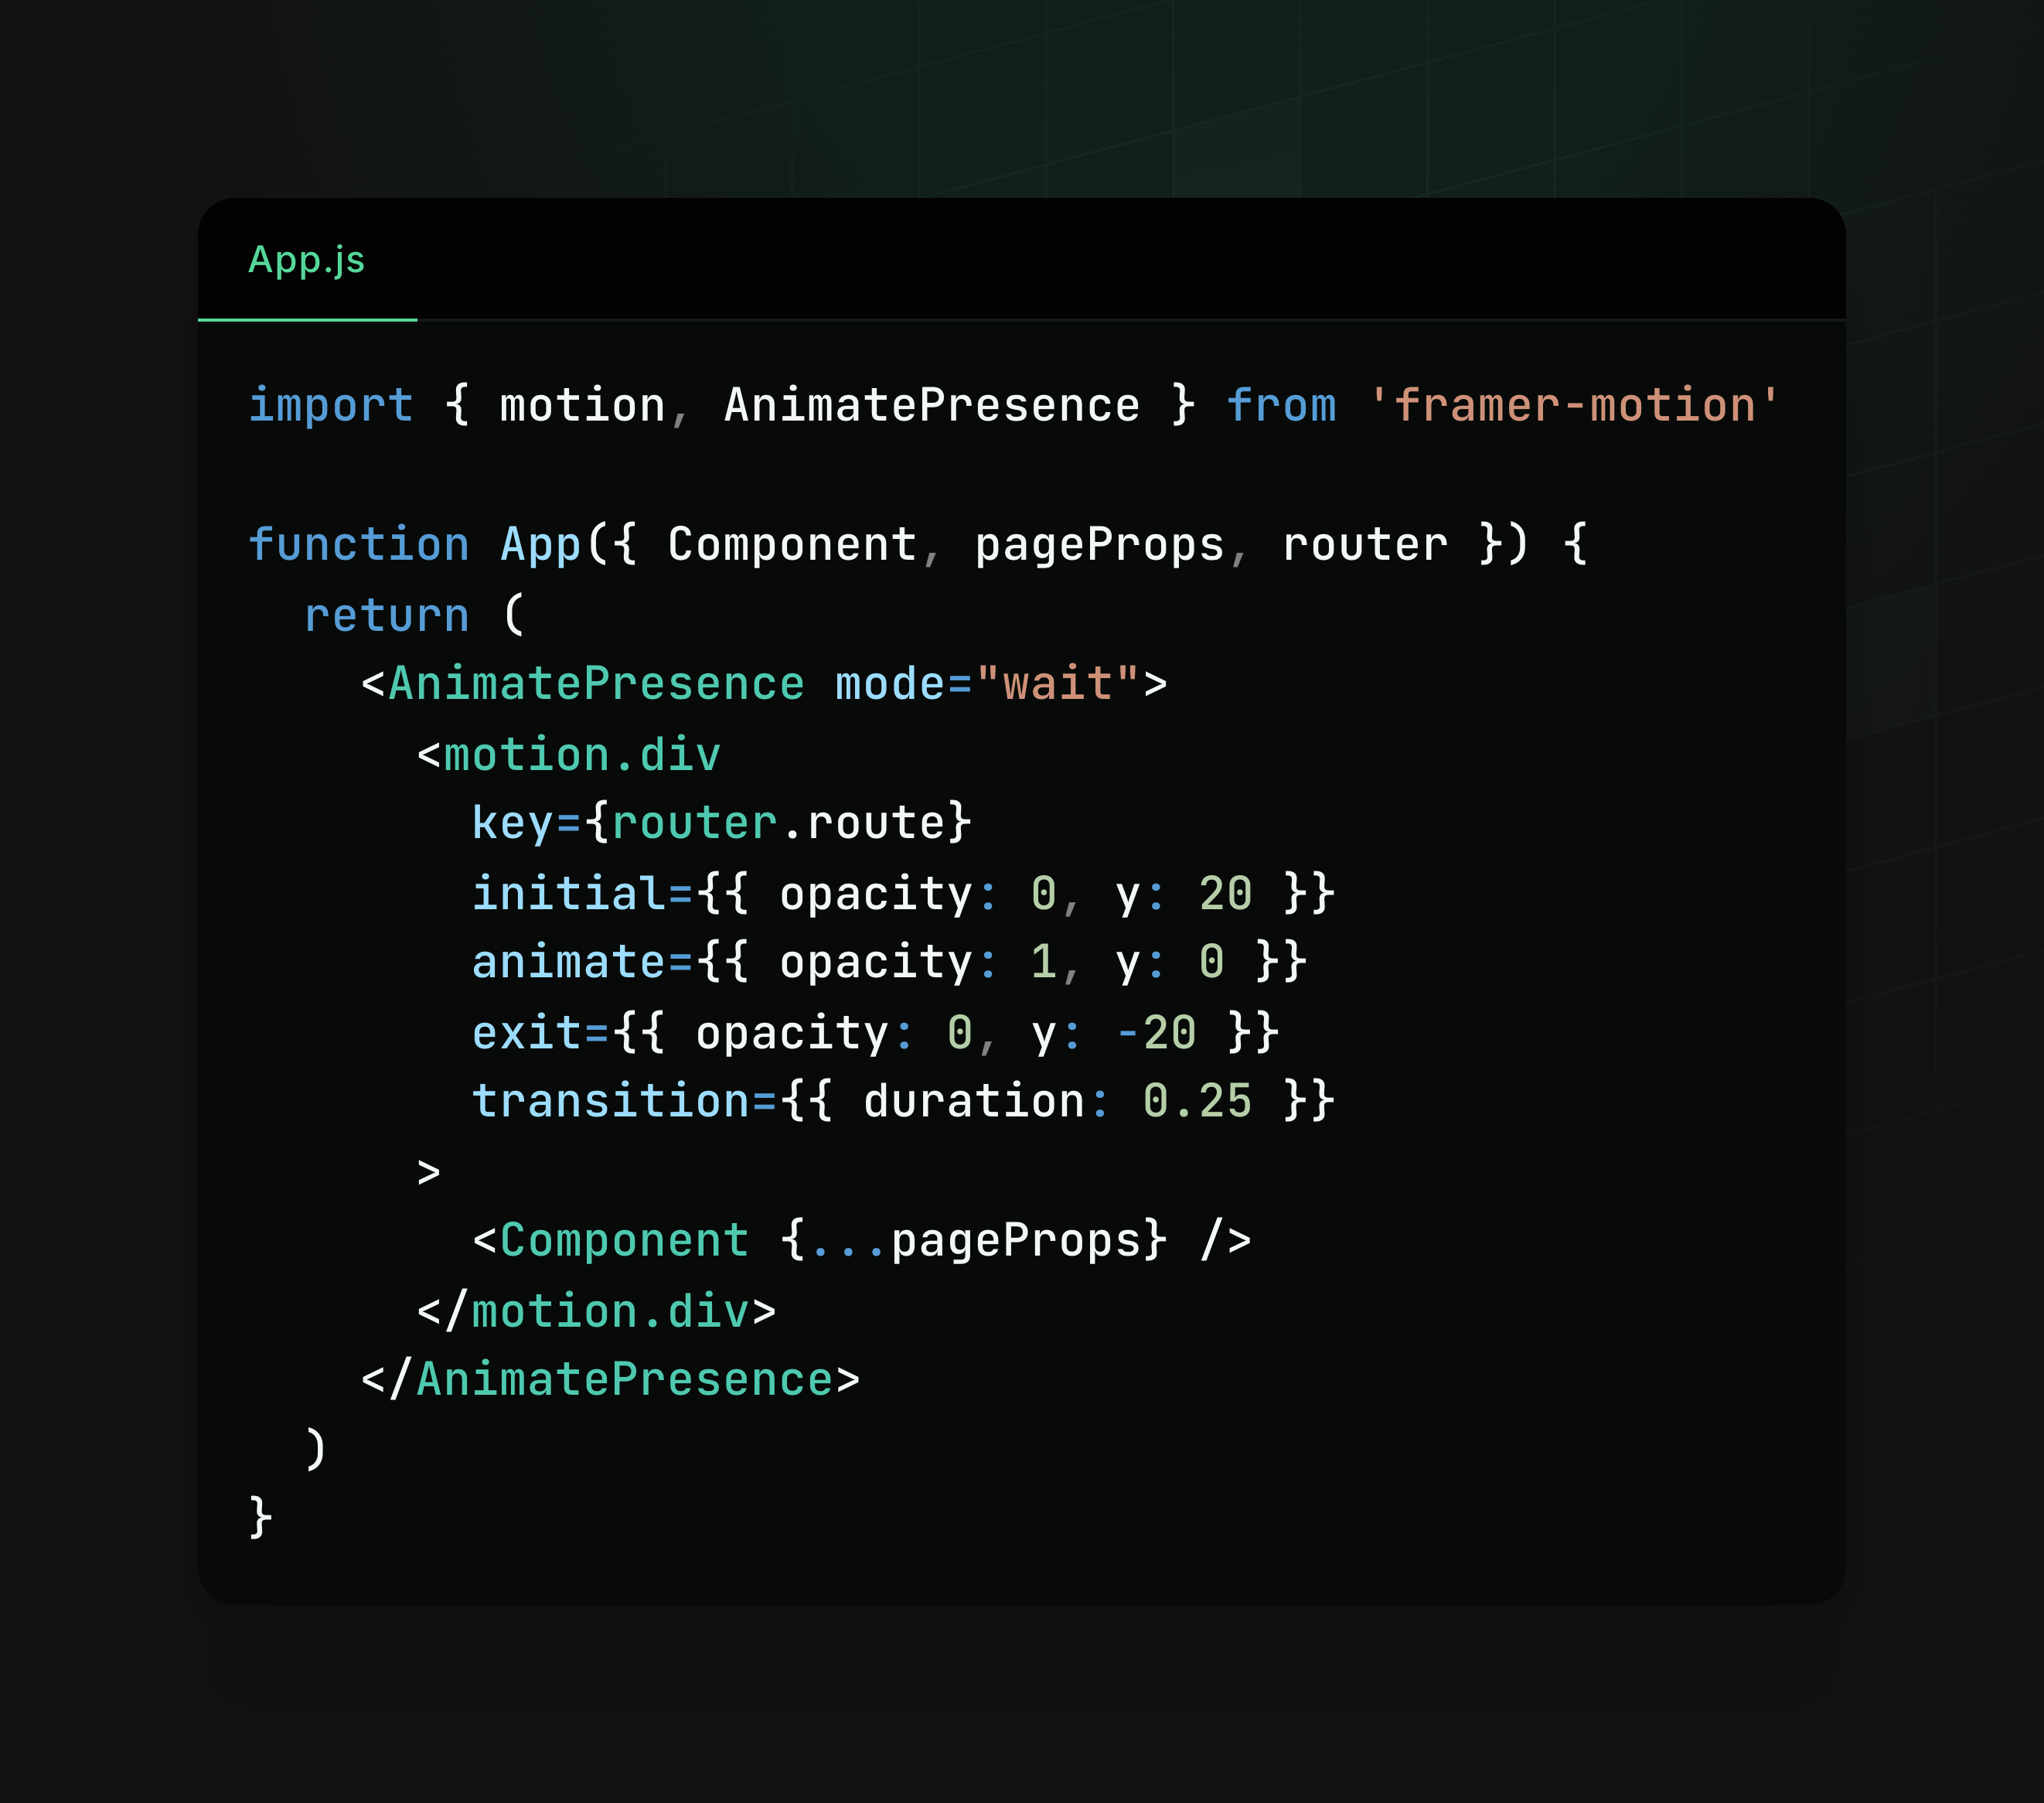 App.js
import { motion, AnimatePresence } from 'framer-motion'
function App({ Component, pageProps, router }) {
  return (
    <AnimatePresence mode="wait">
      <motion.div
        key={router.route}
        initial={{ opacity: 0, y: 20 }}
        animate={{ opacity: 1, y: 0 }}
        exit={{ opacity: 0, y: -20 }}
        transition={{ duration: 0.25 }}
      >
        <Component {...pageProps} />
      </motion.div>
    </AnimatePresence>
  )
}